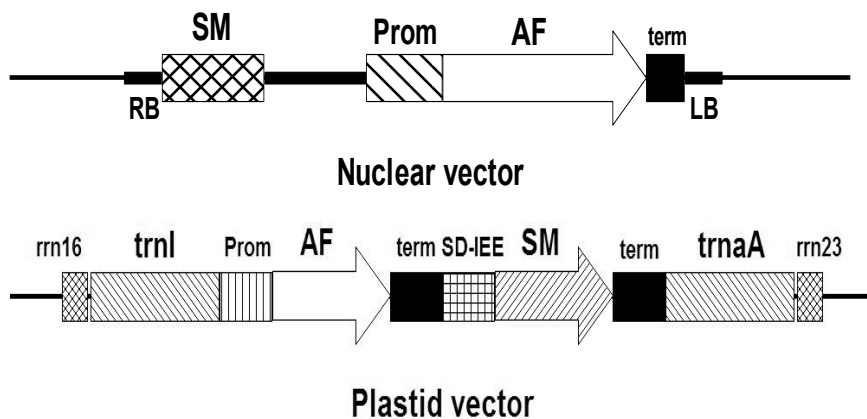 SM Prom AF term
RB LB
Nuclear vector
rrn16 trnI Prom AF term SD-IEE SM term trnaA rrn23
Plastid vector